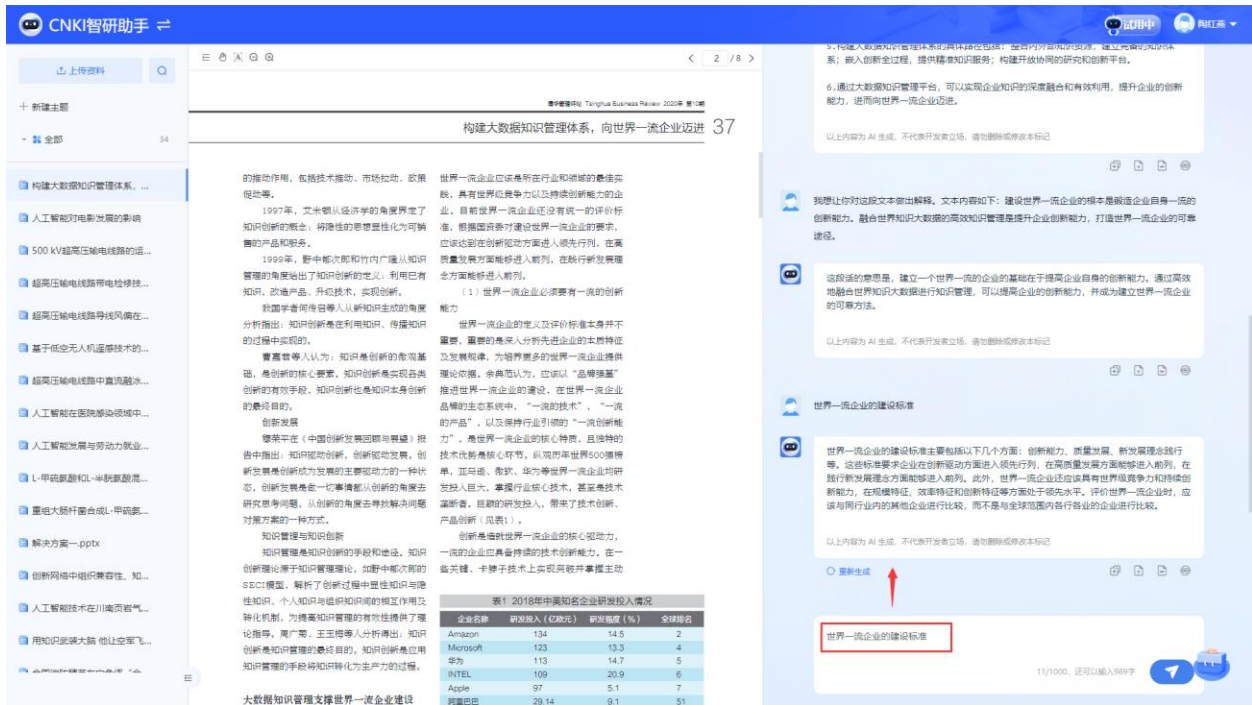 CNKI智研助手
试用中
陶红燕
上传资料
新建主题
全部
34
构建大数据知识管理体系，...
人工智能对电影发展的影响
500 kV超高压输电线路的运...
超高压输电线路带电检修技...
超高压输电线路导线风偏在...
基于低空无人机遥感技术的...
超高压输电线路中直流融冰...
人工智能在医院感染领域中...
人工智能发展与劳动力就业...
L-甲硫氨酸和L-半胱氨酸混...
重组大肠杆菌合成L-甲硫氨...
解决方案一.pptx
创新网络中组织兼容性、知...
人工智能技术在川南页岩气...
用知识武装大脑 他让空军飞...
2 /8
清华管理评论 Tsinghua Business Review 2020年 第10期
构建大数据知识管理体系，向世界一流企业迈进 37
的推动作用，包括技术推动、市场拉动、政策
促动等。
1997年，艾米顿从经济学的角度界定了
知识创新的概念：将隐性的思想显性化为可销
售的产品和服务。
1999年，野中郁次郎和竹内广隆从知识
管理的角度给出了知识创新的定义：利用已有
知识，改造产品、升级技术，实现创新。
我国学者何传启等人从新知识生成的角度
分析指出：知识创新是在利用知识、传播知识
的过程中实现的。
曹嘉君等人认为：知识是创新的微观基
础，是创新的核心要素。知识创新是实现各类
创新的有效手段，知识创新也是知识本身创新
的最终目的。
创新发展
穆荣平在《中国创新发展回顾与展望》报
告中指出：知识驱动创新，创新驱动发展。创
新发展是创新成为发展的主要驱动力的一种状
态，创新发展是做一切事情都从创新的角度去
研究思考问题，从创新的角度去寻找解决问题
对策方案的一种方式。
知识管理与知识创新
知识管理是知识创新的手段和途径。知识
创新理论源于知识管理理论，如野中郁次郎的
SECI模型，解析了创新过程中显性知识与隐
性知识、个人知识与组织知识间的相互作用及
转化机制，为提高知识管理的有效性提供了理
论指导。周广菊、王玉梅等人分析得出：知识
创新是知识管理的最终目的。知识创新是应用
知识管理的手段将知识转化为生产力的过程。
大数据知识管理支撑世界一流企业建设
世界一流企业应该是所在行业和领域的最佳实
践，具有世界级竞争力以及持续创新能力的企
业。目前世界一流企业还没有统一的评价标
准，根据国资委对建设世界一流企业的要求，
应该达到在创新驱动方面进入领先行列，在高
质量发展方面能够进入前列，在践行新发展理
念方面能够进入前列。
（1）世界一流企业必须要有一流的创新
能力
世界一流企业的定义及评价标准本身并不
重要，重要的是深入分析先进企业的本质特征
及发展规律，为培养更多的世界一流企业提供
理论依据。余典范认为，应该以“品牌强基”
推进世界一流企业的建设，在世界一流企业
品牌的生态系统中，“一流的技术”，“一流
的产品”，以及保持行业引领的“一流创新能
力”，是世界一流企业的核心特质，且独特的
技术优势是核心环节。纵观历年世界500强榜
单，亚马逊、微软、华为等世界一流企业均研
发投入巨大，掌握行业核心技术，甚至是技术
垄断者。巨额的研发投入，带来了技术创新、
产品创新（见表1）。
创新是造就世界一流企业的核心驱动力，
一流的企业应具备持续的技术创新能力，在一
些关键、卡脖子技术上实现突破并掌握主动
表1 2018年中美知名企业研发投入情况
企业名称 研发投入（亿欧元） 研发强度（%） 全球排名
Amazon 134 14.5 2
Microsoft 123 13.3 4
华为 113 14.7 5
INTEL 109 20.9 6
Apple 97 5.1 7
阿里巴巴 29.14 9.1 51
5.构建大数据知识管理体系的具体路径包括：整合内外部知识资源，建立完备的知识体
系；嵌入创新全过程，提供精准知识服务；构建开放协同的研究和创新平台。
6.通过大数据知识管理平台，可以实现企业知识的深度融合和有效利用，提升企业的创新
能力，进而向世界一流企业迈进。
以上内容为 AI 生成，不代表开发者立场，请勿删除或修改本标记
我想让你对这段文本做出解释。文本内容如下：建设世界一流企业的根本是锻造企业自身一流的
创新能力。融合世界知识大数据的高效知识管理是提升企业创新能力，打造世界一流企业的可靠
途径。
这段话的意思是，建立一个世界一流的企业的基础在于提高企业自身的创新能力。通过高效
地融合世界知识大数据进行知识管理，可以提高企业的创新能力，并成为建立世界一流企业
的可靠方法。
以上内容为 AI 生成，不代表开发者立场，请勿删除或修改本标记
世界一流企业的建设标准
世界一流企业的建设标准主要包括以下几个方面：创新能力、质量发展、新发展理念践行
等。这些标准要求企业在创新驱动方面进入领先行列，在高质量发展方面能够进入前列，在
践行新发展理念方面能够进入前列。此外，世界一流企业还应该具有世界级竞争力和持续创
新能力，在规模特征、效率特征和创新特征等方面处于领先水平。评价世界一流企业时，应
该与同行业内的其他企业进行比较，而不是与全球范围内各行各业的企业进行比较。
以上内容为 AI 生成，不代表开发者立场，请勿删除或修改本标记
重新生成
世界一流企业的建设标准
11/1000，还可以输入989字